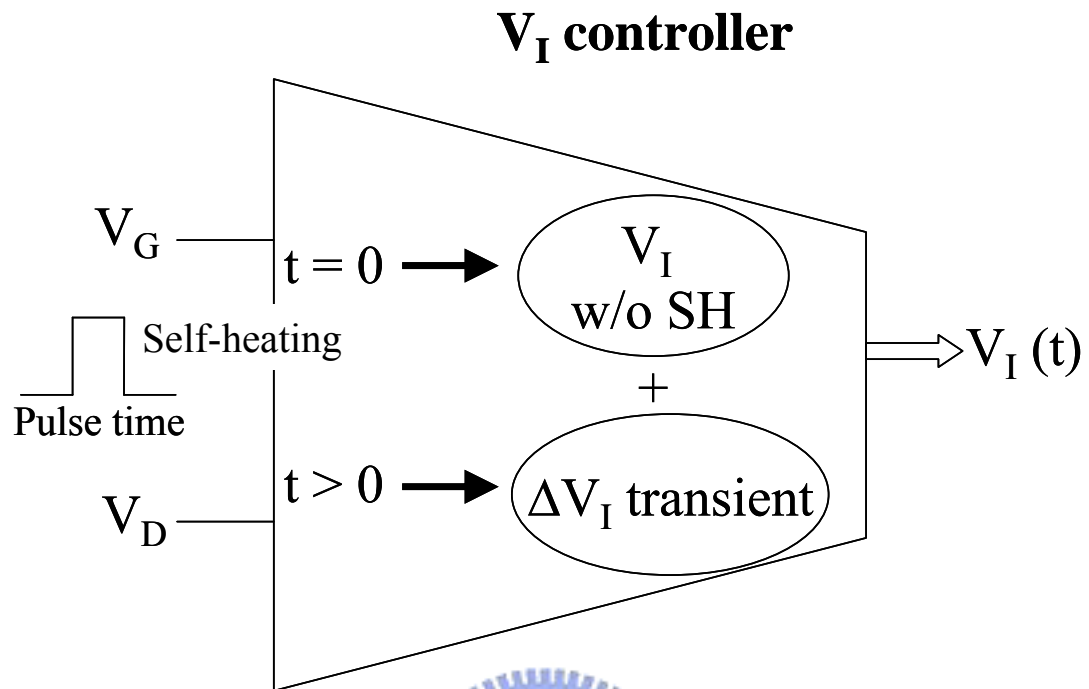 V_I controller
V_G
t = 0
V_I
w/o SH
Self-heating
Pulse time
+
V_I (t)
t > 0
ΔV_I transient
V_D